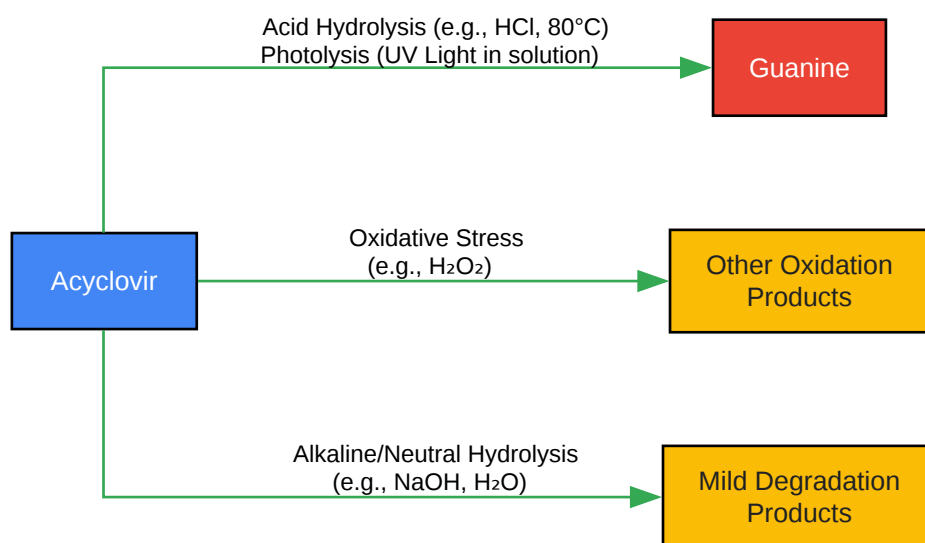 Acid Hydrolysis (e.g., HCl, 80°C)
Photolysis (UV Light in solution)
Guanine
Oxidative Stress
(e.g., H₂O₂)
Acyclovir
Other Oxidation
Products
Alkaline/Neutral Hydrolysis
(e.g., NaOH, H₂O)
Mild Degradation
Products